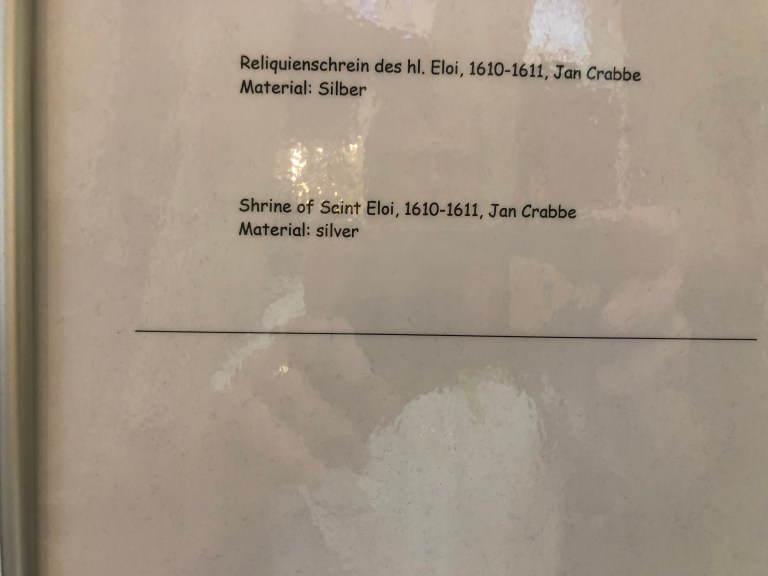 Reliquienschrein des hl. Eloi, 1610-1611, Jan Crabbe
Material: Silber
Shrine of Scint Eloi, 1610-1611, Jan Crabbe
Material: silver